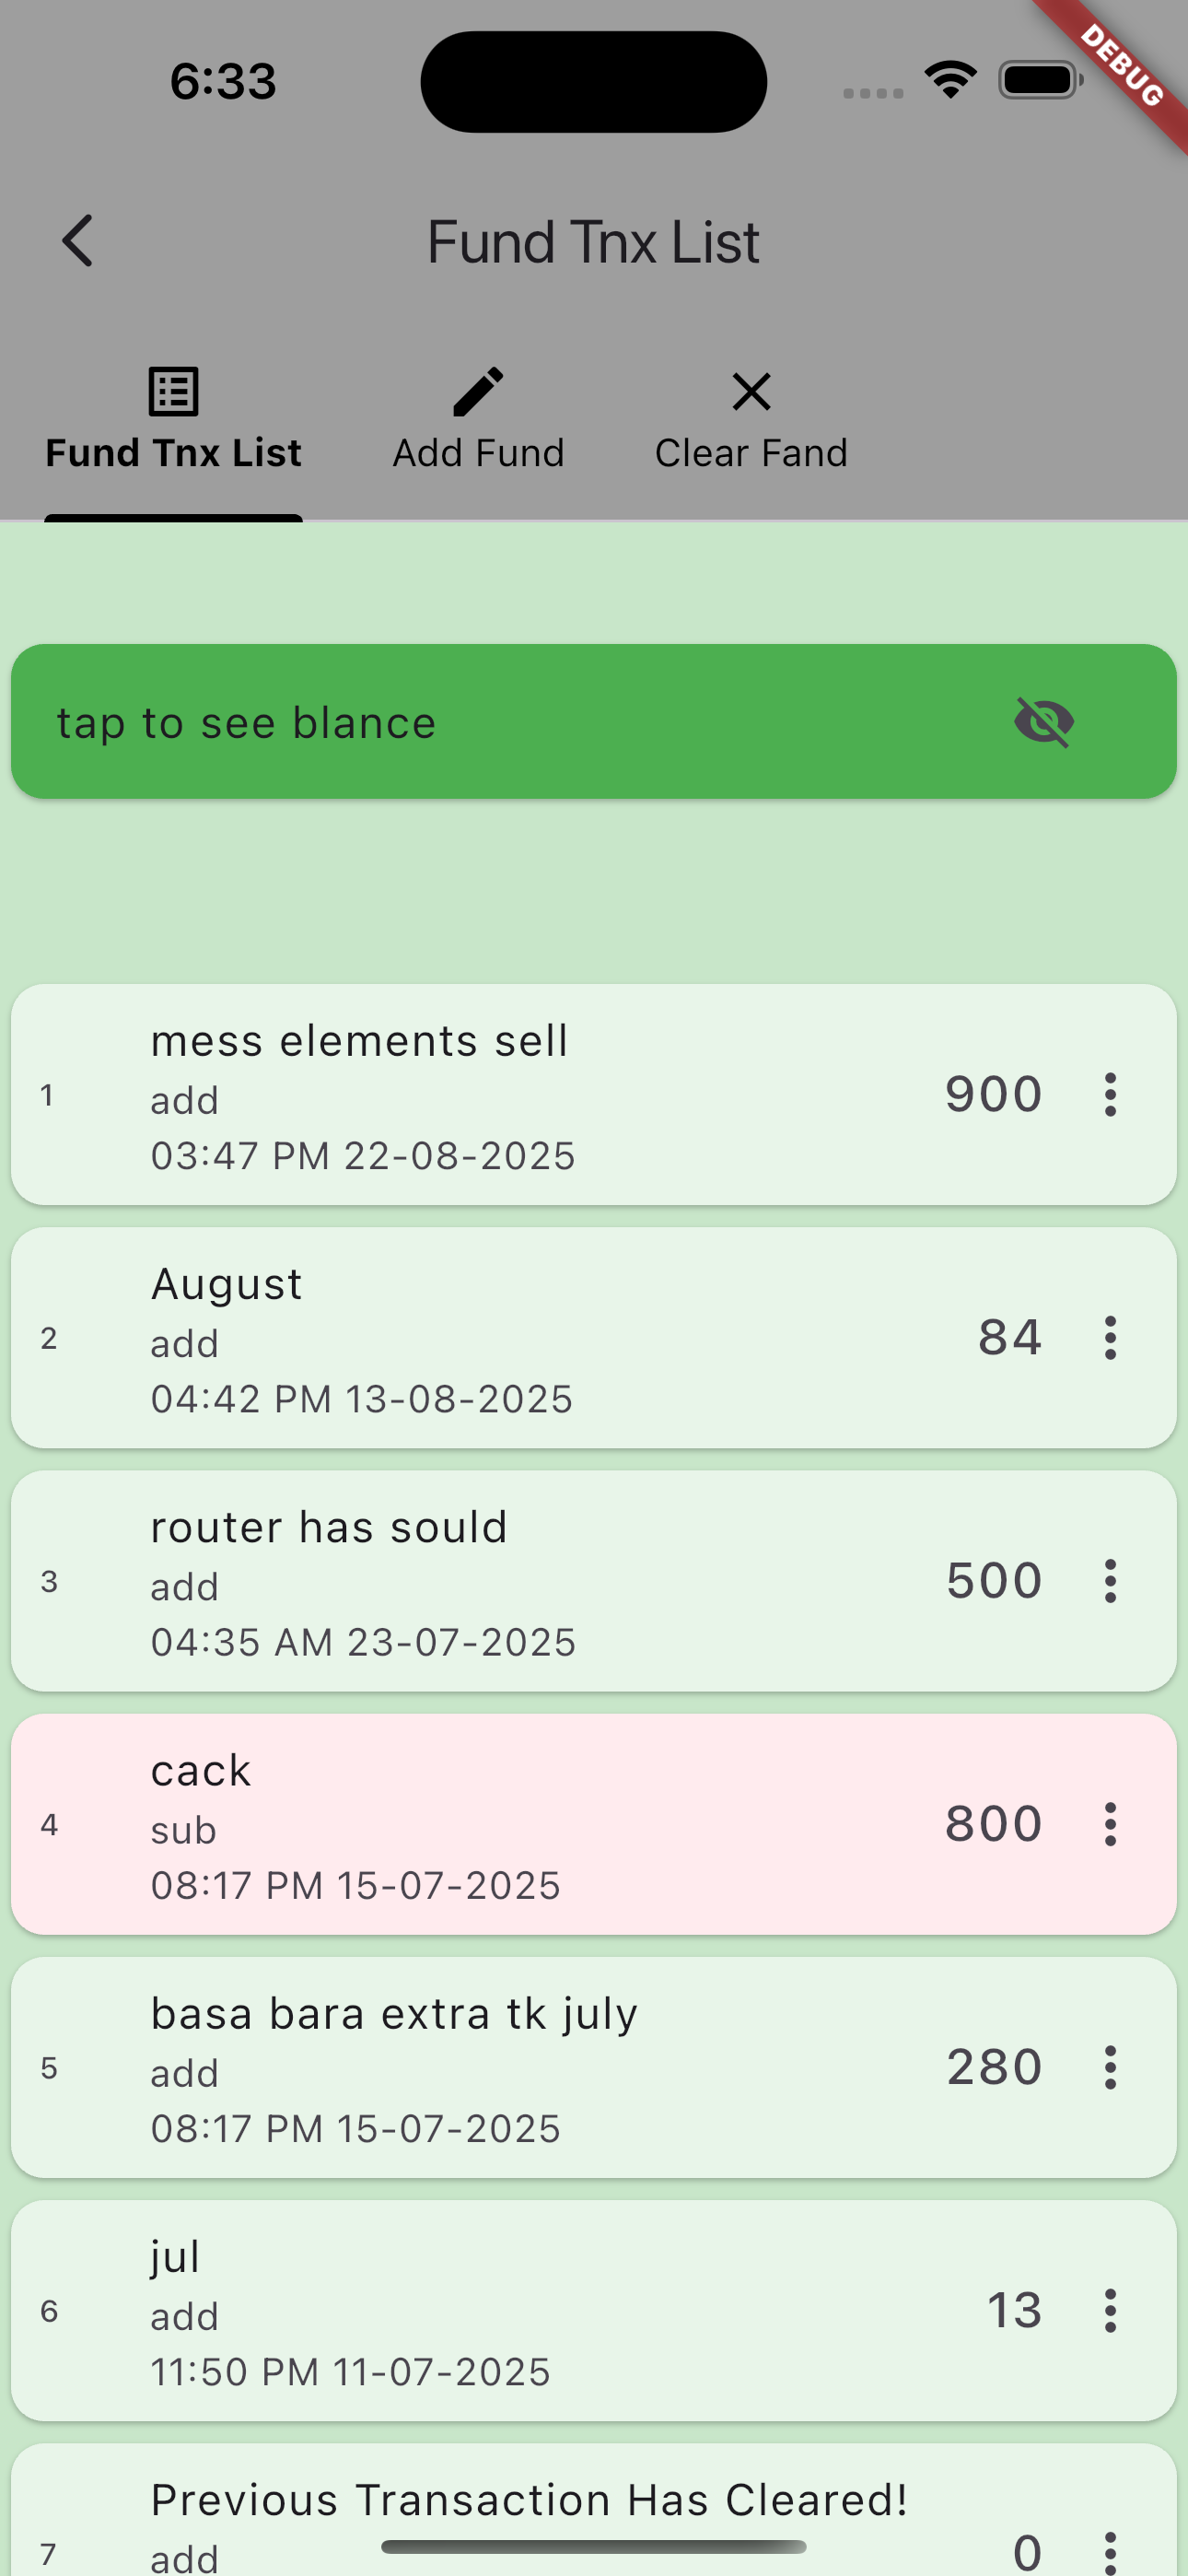 6:33
DEBUG
Fund Tnx List
Fund Tnx List
Add Fund
Clear Fand
tap to see blance
1
mess elements sell
add
03:47 PM 22-08-2025
900
2
August
add
04:42 PM 13-08-2025
84
3
router has sould
add
04:35 AM 23-07-2025
500
4
cack
sub
08:17 PM 15-07-2025
800
5
basa bara extra tk july
add
08:17 PM 15-07-2025
280
6
jul
add
11:50 PM 11-07-2025
13
7
Previous Transaction Has Cleared!
add
0